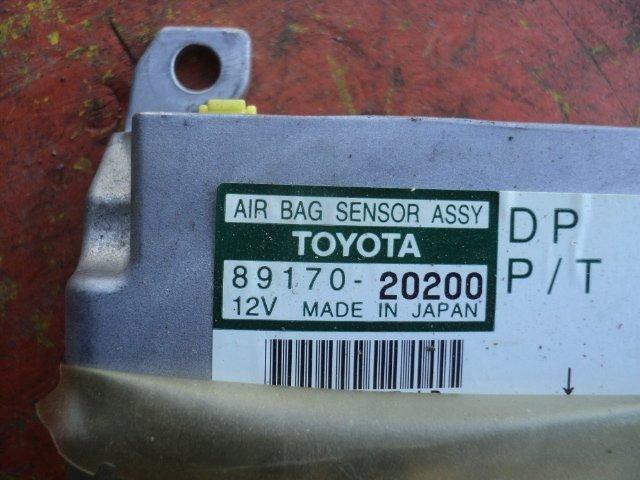 AIR BAG SENSOR ASSY
TOYOTA
89170-20200
12V MADE IN JAPAN
DP
P/T